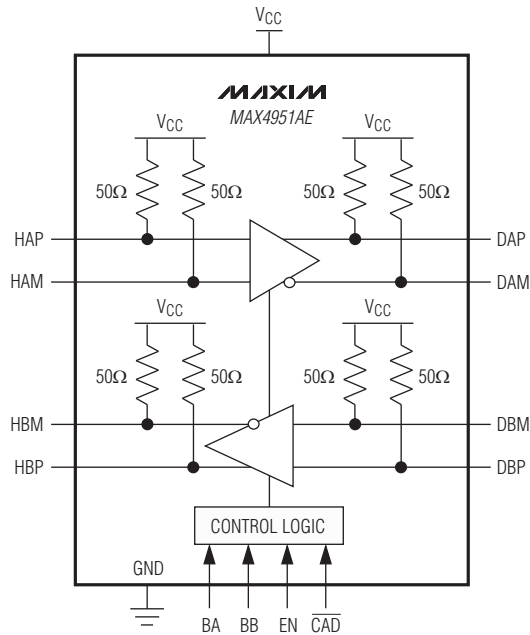 VCC
MAXIM
MAX4951AE
VCC VCC
50Ω 50Ω 50Ω 50Ω
HAP DAP
HAM DAM
VCC VCC
50Ω 50Ω 50Ω 50Ω
HBM DBM
HBP DBP
CONTROL LOGIC
GND
BA BB EN CAD